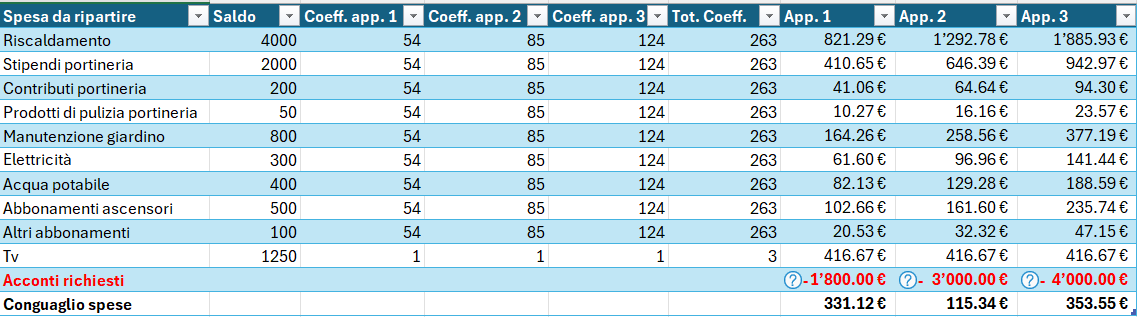 Spesa da ripartire Saldo Coeff. app. 1 Coeff. app. 2 Coeff. app. 3 Tot. Coeff. App. 1 App. 2 App. 3
Riscaldamento 4000 54 85 124 263 821.29 € 1’292.78 € 1’885.93 €
Stipendi portineria 2000 54 85 124 263 410.65 € 646.39 € 942.97 €
Contributi portineria 200 54 85 124 263 41.06 € 64.64 € 94.30 €
Prodotti di pulizia portineria 50 54 85 124 263 10.27 € 16.16 € 23.57 €
Manutenzione giardino 800 54 85 124 263 164.26 € 258.56 € 377.19 €
Elettricità 300 54 85 124 263 61.60 € 96.96 € 141.44 €
Acqua potabile 400 54 85 124 263 82.13 € 129.28 € 188.59 €
Abbonamenti ascensori 500 54 85 124 263 102.66 € 161.60 € 235.74 €
Altri abbonamenti 100 54 85 124 263 20.53 € 32.32 € 47.15 €
Tv 1250 1 1 1 3 416.67 € 416.67 € 416.67 €
Acconti richiesti ? -1’800.00 € ? - 3’000.00 € ? - 4’000.00 €
Conguaglio spese 331.12 € 115.34 € 353.55 €